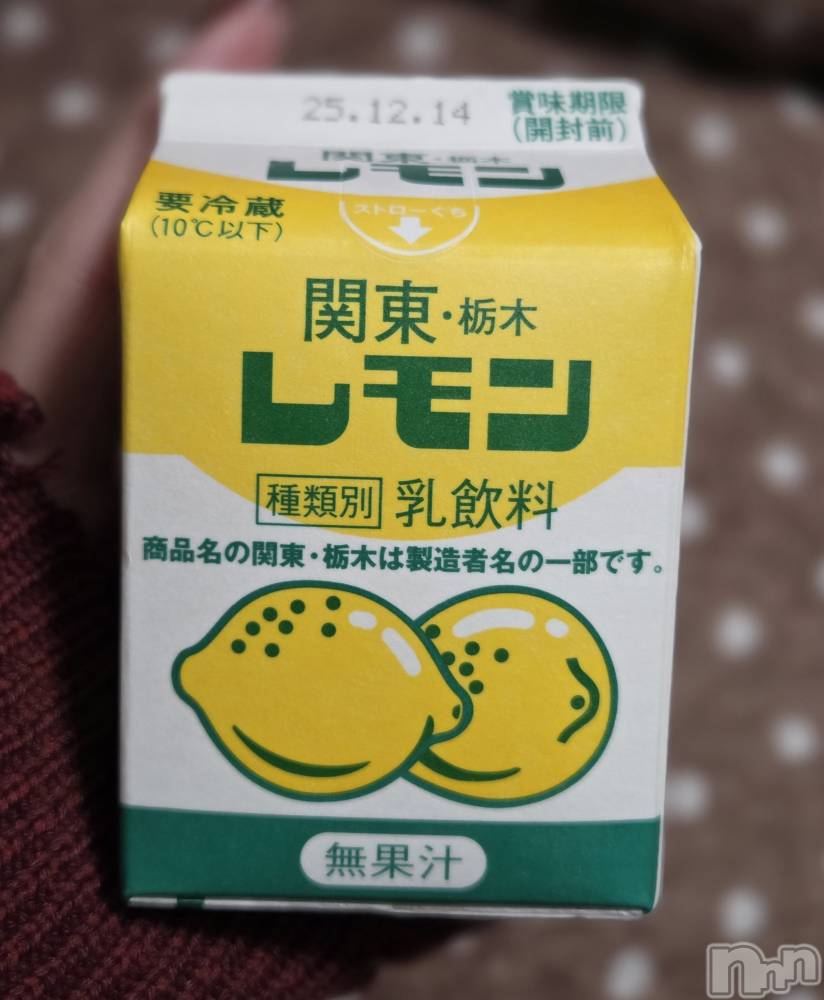 25.12.14 賞味期限
(開封前)
関東・栃木
レモン
要冷蔵
(10℃以下)
ストローくち
関東・栃木
レモン
種類別 乳飲料
商品名の関東・栃木は製造者名の一部です。
無果汁
nnn